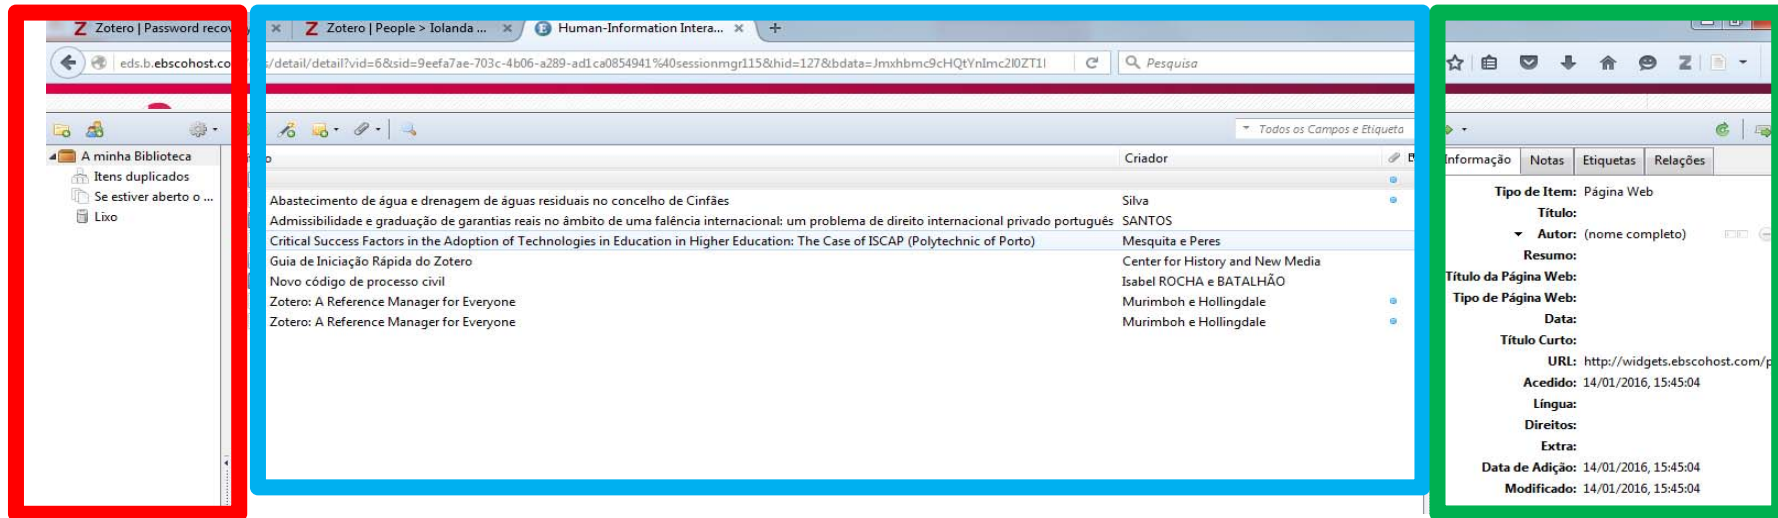 Zotero | Password recov
Zotero | People > Iolanda ...
Human-Information Intera...
eds.b.ebscohost.co
s/detail/detail?vid=6&sid=9eefa7ae-703c-4b06-a289-ad1ca0854941%40sessionmgr115&hid=127&bdata=Jmxhbmc9cHQtYnImc2l0ZT1l
Pesquisa
Todos os Campos e Etiqueta
A minha Biblioteca
Itens duplicados
Se estiver aberto o ...
Lixo
Criador
Abastecimento de água e drenagem de águas residuais no concelho de Cinfães Silva
Admissibilidade e graduação de garantias reais no âmbito de uma falência internacional: um problema de direito internacional privado português SANTOS
Critical Success Factors in the Adoption of Technologies in Education in Higher Education: The Case of ISCAP (Polytechnic of Porto) Mesquita e Peres
Guia de Iniciação Rápida do Zotero Center for History and New Media
Novo código de processo civil Isabel ROCHA e BATALHÃO
Zotero: A Reference Manager for Everyone Murimboh e Hollingdale
Zotero: A Reference Manager for Everyone Murimboh e Hollingdale
Informação Notas Etiquetas Relações
Tipo de Item: Página Web
Título:
Autor: (nome completo)
Resumo:
Título da Página Web:
Tipo de Página Web:
Data:
Título Curto:
URL: http://widgets.ebscohost.com/p
Acedido: 14/01/2016, 15:45:04
Língua:
Direitos:
Extra:
Data de Adição: 14/01/2016, 15:45:04
Modificado: 14/01/2016, 15:45:04